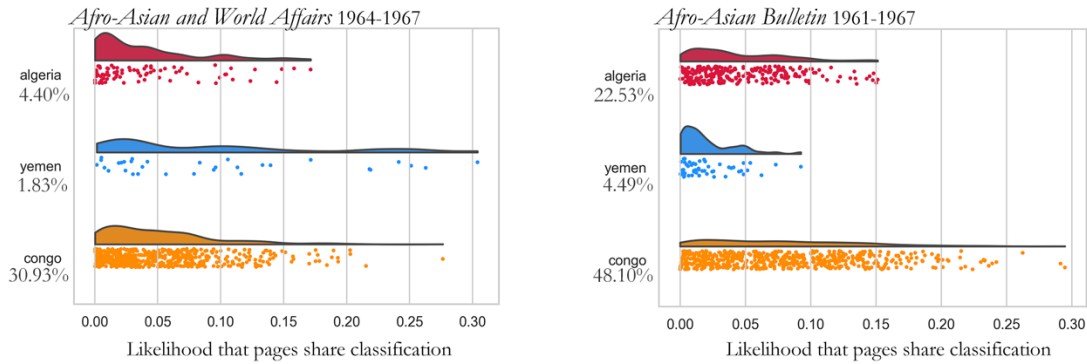 Afro-Asian and World Affairs 1964-1967
algeria
4.40%
yemen
1.83%
congo
30.93%
0.00 0.05 0.10 0.15 0.20 0.25 0.30
Likelihood that pages share classification
Afro-Asian Bulletin 1961-1967
algeria
22.53%
yemen
4.49%
congo
48.10%
0.00 0.05 0.10 0.15 0.20 0.25 0.30
Likelihood that pages share classification